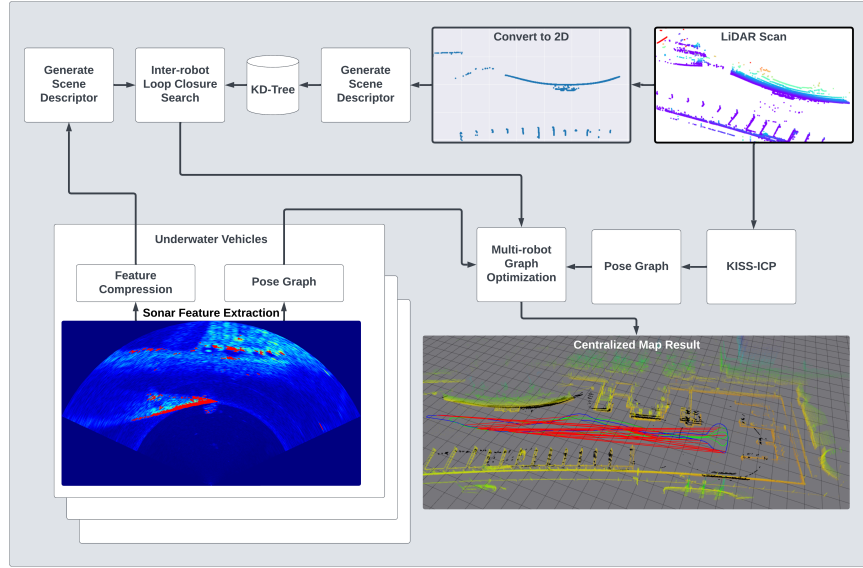 Convert to 2D
LiDAR Scan
Generate
Scene
Descriptor
Inter-robot
Loop Closure
Search
KD-Tree
Generate
Scene
Descriptor
Underwater Vehicles
Feature
Compression
Pose Graph
Sonar Feature Extraction
Multi-robot
Graph
Optimization
Pose Graph
KISS-ICP
Centralized Map Result